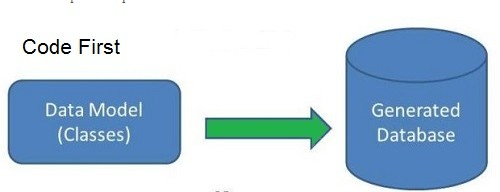 Code First
Data Model
(Classes)
Generated
Database